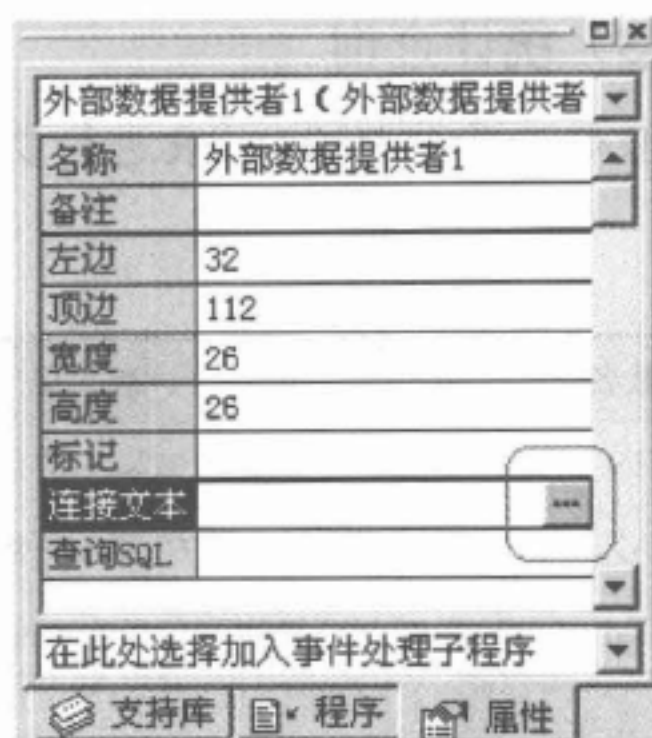 外部数据提供者1(外部数据提供者
名称 外部数据提供者1
备注
左边 32
顶边 112
宽度 26
高度 26
标记
连接文本 ...
查询SQL
在此处选择加入事件处理子程序
支持库 程序 属性